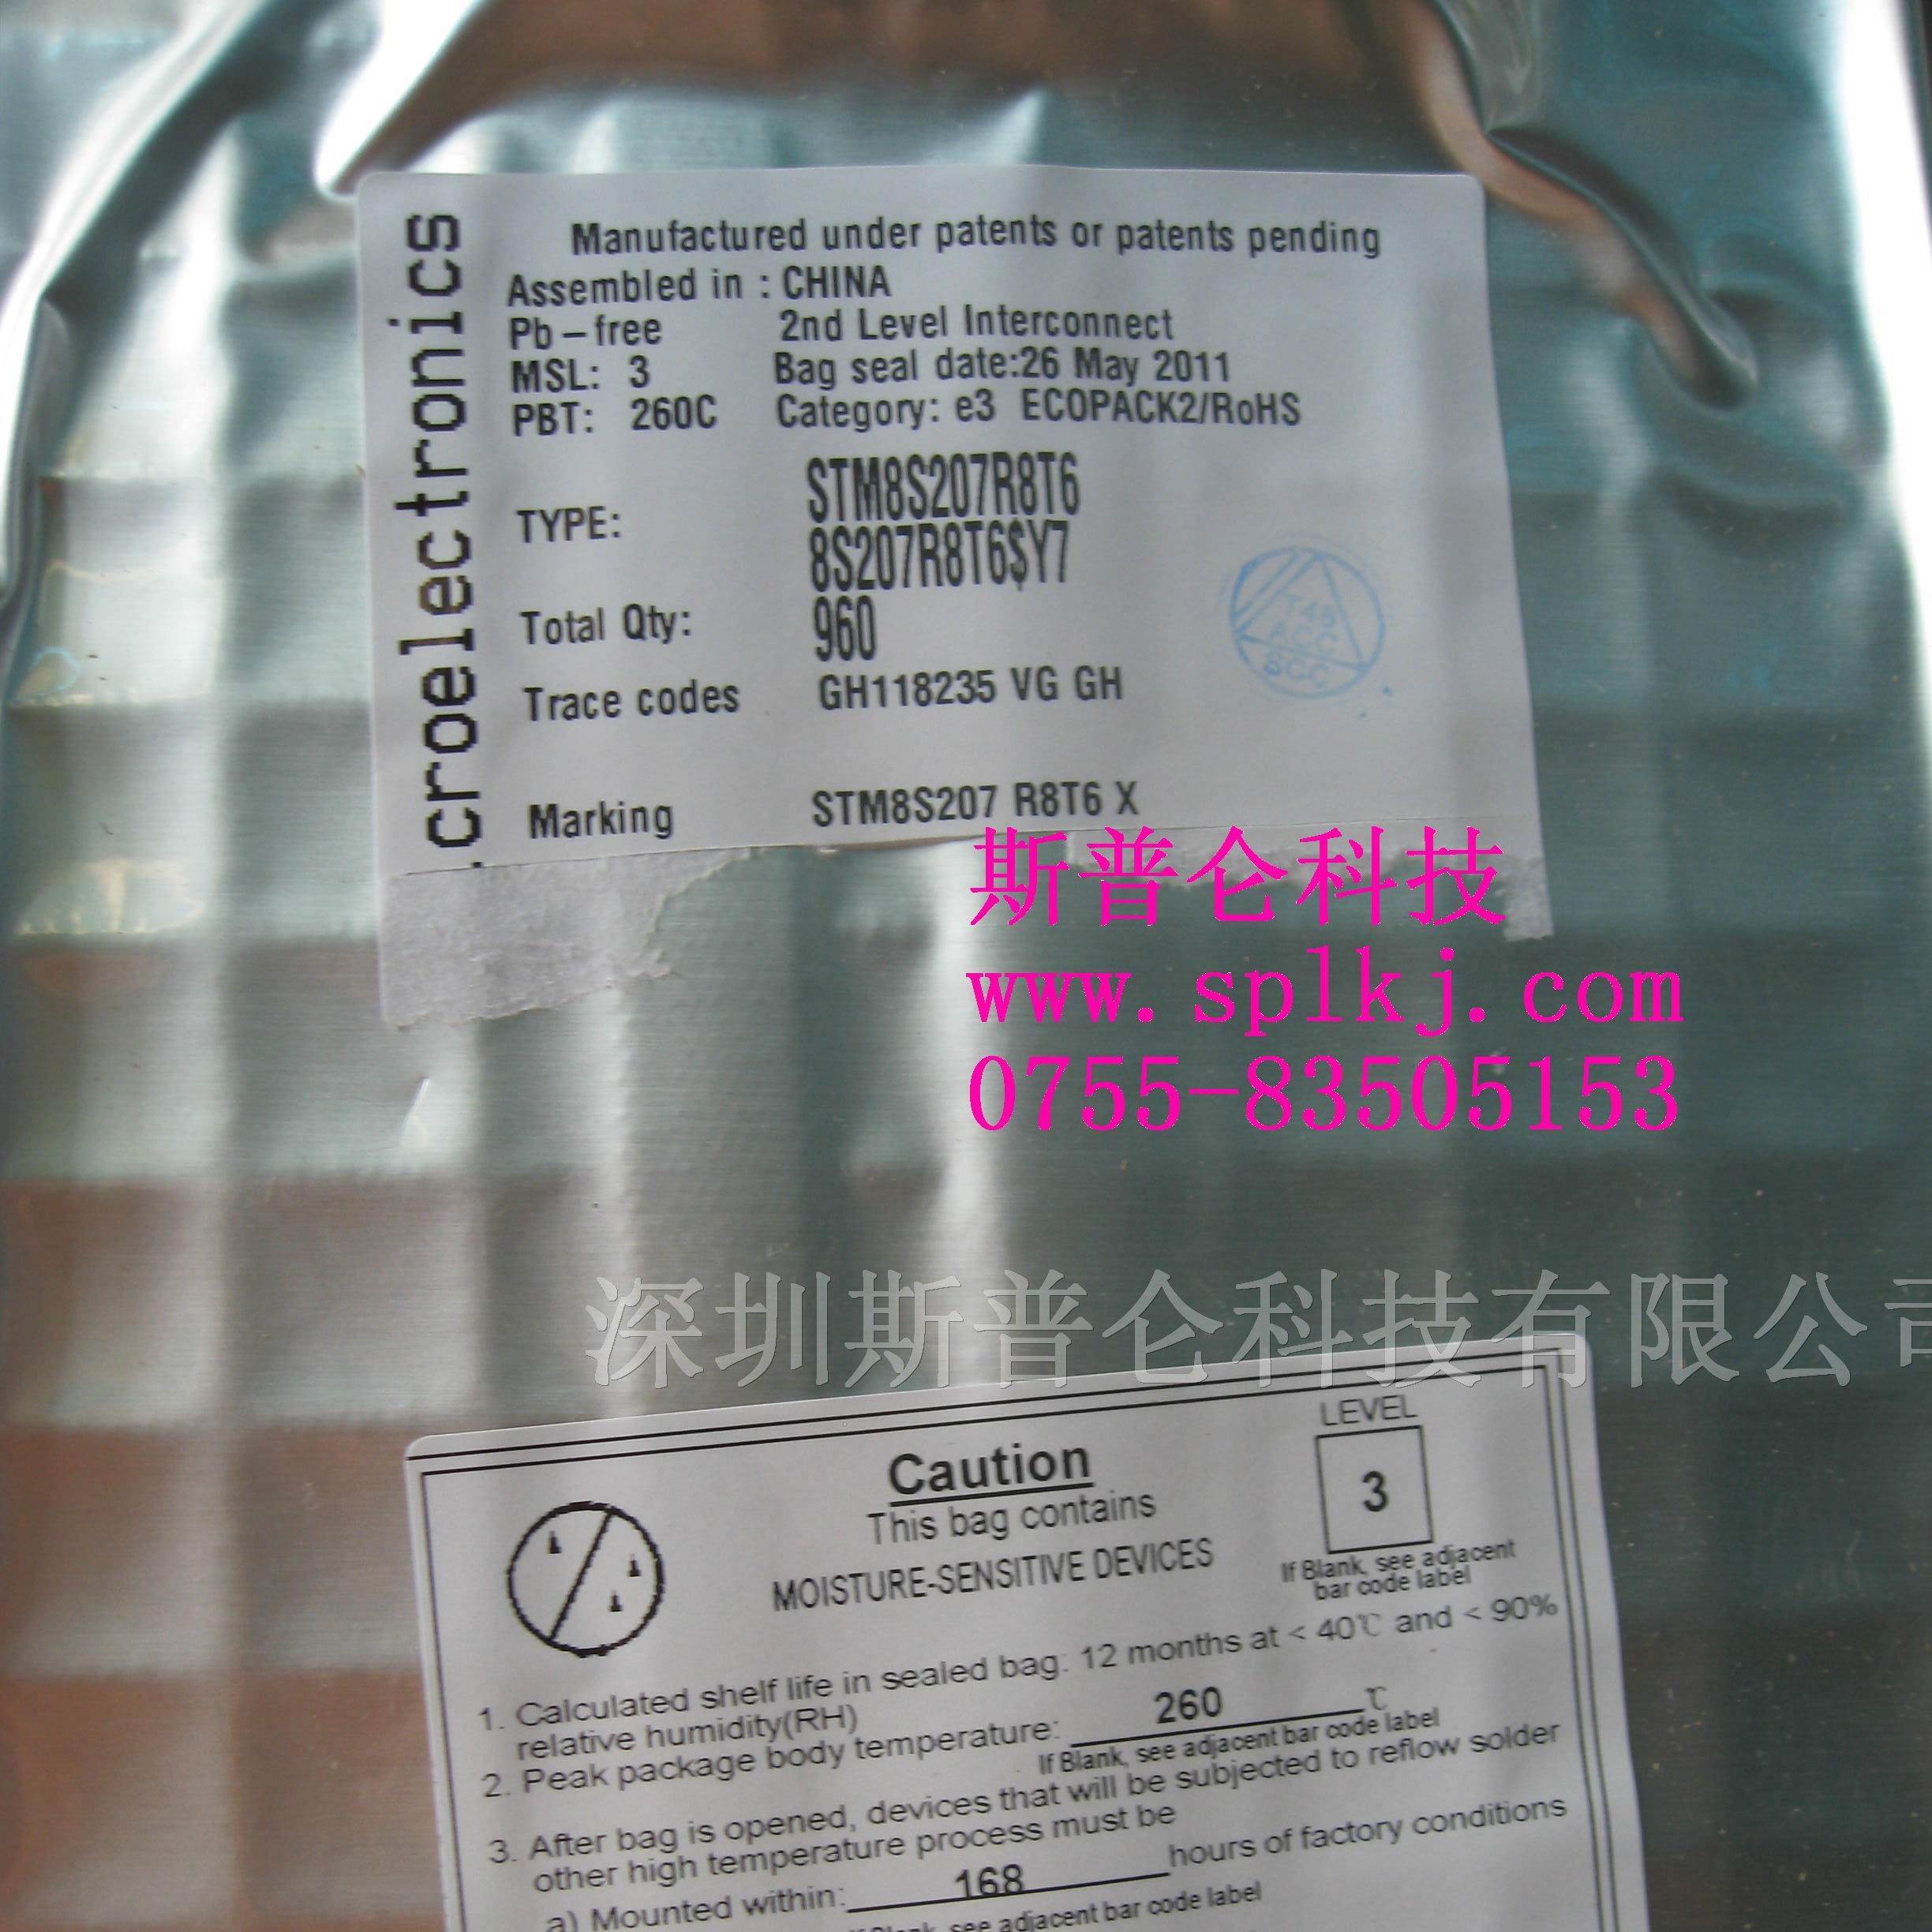 croelectronics
Manufactured under patents or patents pending
Assembled in : CHINA
Pb-free 2nd Level Interconnect
MSL: 3 Bag seal date:26 May 2011
PBT: 260C Category: e3 ECOPACK2/RoHS
TYPE: STM8S207R8T6
8S207R8T6$Y7
Total Qty: 960
Trace codes GH118235 VG GH
Marking STM8S207 R8T6 X
斯普仑科技
www.splkj.com
0755-83505153
深圳斯普仑科技有限公司
LEVEL
3
If Blank, see adjacent
bar code label
Caution
This bag contains
MOISTURE-SENSITIVE DEVICES
1. Calculated shelf life in sealed bag: 12 months at < 40℃ and < 90%
relative humidity(RH)
2. Peak package body temperature: 260 ℃
If Blank, see adjacent bar code label
3. After bag is opened, devices that will be subjected to reflow solder
other high temperature process must be
a) Mounted within: 168 hours of factory conditions
see adjacent bar code label